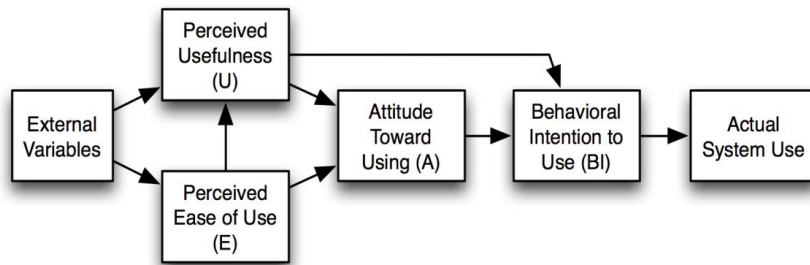 External
Variables
Perceived
Usefulness
(U)
Perceived
Ease of Use
(E)
Attitude
Toward
Using (A)
Behavioral
Intention to
Use (BI)
Actual
System Use